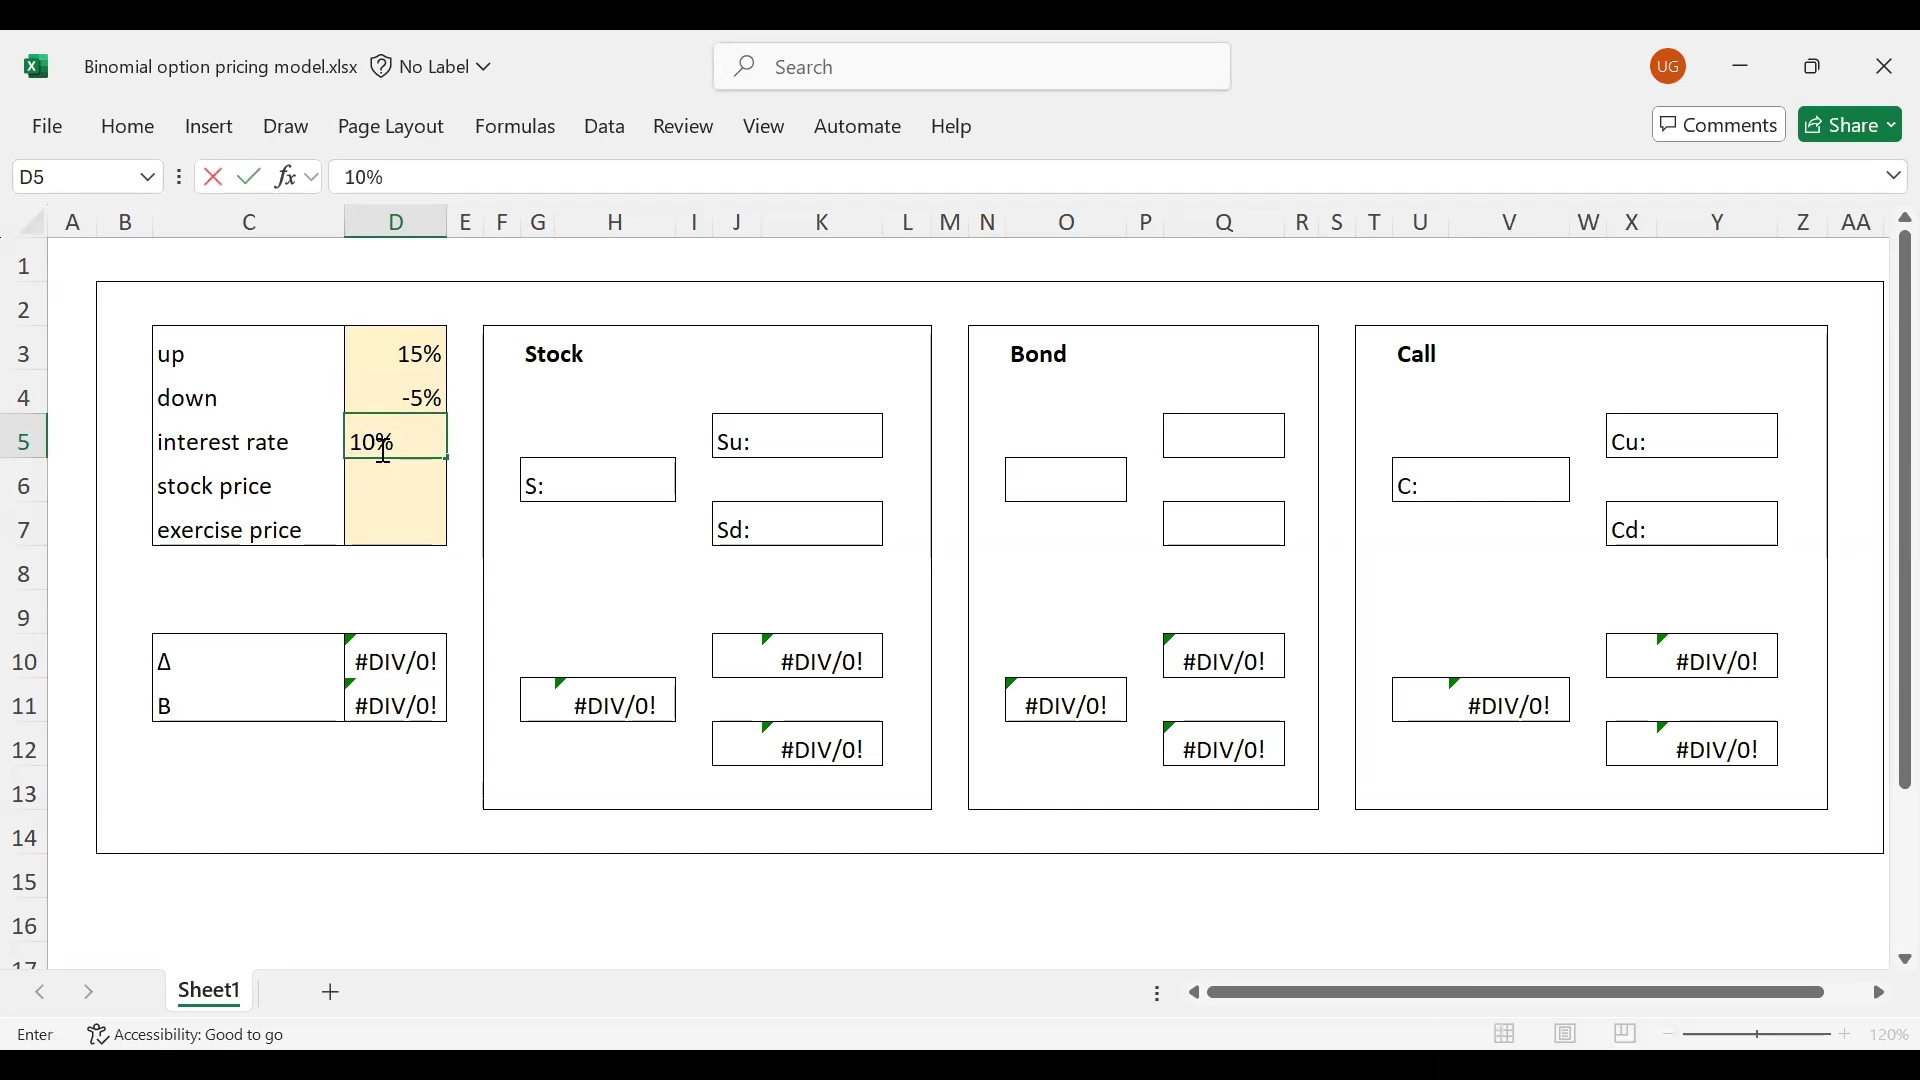 Binomial option pricing model.xlsx No Label
Search
UG
File Home Insert Draw Page Layout Formulas Data Review View Automate Help
Comments Share
D5 fx 10%
A B C D E F G H I J K L M N O P Q R S T U V W X Y Z AA
1
2
3 up 15% Stock Bond Call
4 down -5%
5 interest rate 10% Su: Cu:
6 stock price S: C:
7 exercise price Sd: Cd:
8
9
10 Δ #DIV/0! #DIV/0! #DIV/0! #DIV/0!
11 B #DIV/0! #DIV/0! #DIV/0! #DIV/0!
12 #DIV/0! #DIV/0! #DIV/0!
13
14
15
16
17
Sheet1
Enter Accessibility: Good to go 120%